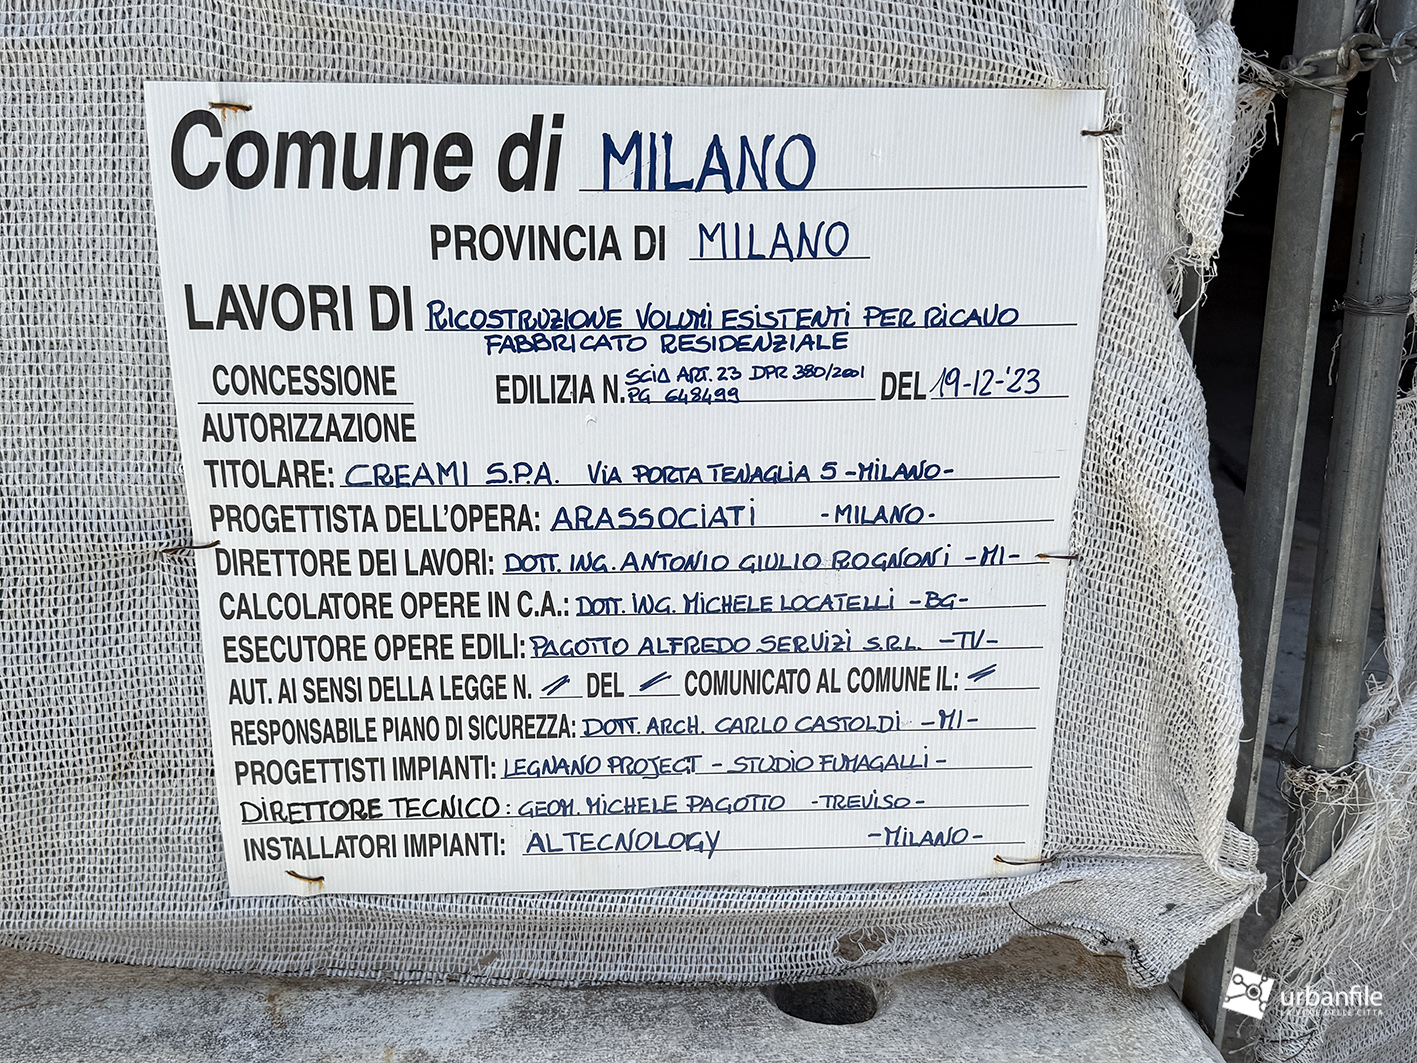 Comune di MILANO
PROVINCIA DI MILANO
LAVORI DI RICOSTRUZIONE VOLUMI ESISTENTI PER RICAVO
FABBRICATO RESIDENZIALE
CONCESSIONE EDILIZIA N. SCIA ART. 23 DPR 380/2001 DEL 19-12-'23
PG 648499
AUTORIZZAZIONE
TITOLARE: CREAMI S.P.A. VIA PORTA TENAGLIA 5 -MILANO-
PROGETTISTA DELL'OPERA: ARASSOCIATI -MILANO-
DIRETTORE DEI LAVORI: DOTT. ING. ANTONIO GIULIO ROGNONI -MI-
CALCOLATORE OPERE IN C.A.: DOTT. ING. MICHELE LOCATELLI -BG-
ESECUTORE OPERE EDILI: PAGOTTO ALFREDO SERVIZI S.R.L. -TV-
AUT. AI SENSI DELLA LEGGE N. // DEL // COMUNICATO AL COMUNE IL: //
RESPONSABILE PIANO DI SICUREZZA: DOTT. ARCH. CARLO CASTOLDI -MI-
PROGETTISTI IMPIANTI: LEGNANO PROJECT - STUDIO FUMAGALLI -
DIRETTORE TECNICO: GEOM. MICHELE PAGOTTO -TREVISO-
INSTALLATORI IMPIANTI: ALTECNOLOGY -MILANO-
urbanfile
LA VOCE DELLE CITTÀ